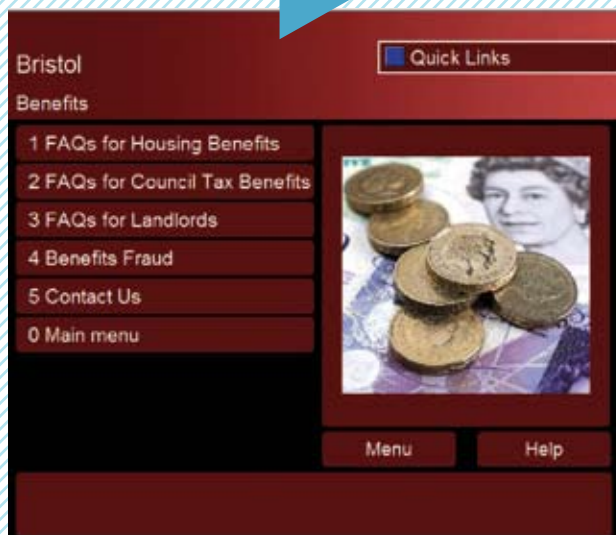 Bristol
Quick Links
Benefits
1 FAQs for Housing Benefits
2 FAQs for Council Tax Benefits
3 FAQs for Landlords
4 Benefits Fraud
5 Contact Us
0 Main menu
Menu
Help